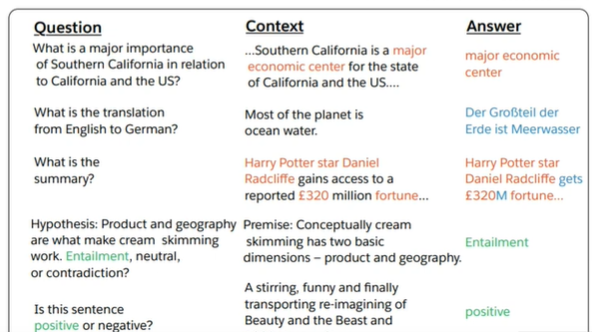 Question Context Answer
What is a major importance
of Southern California in relation
to California and the US?
...Southern California is a major
economic center for the state
of California and the US....
major economic
center
What is the translation
from English to German?
Most of the planet is
ocean water.
Der Großteil der
Erde ist Meerwasser
What is the
summary?
Harry Potter star Daniel
Radcliffe gains access to a
reported £320 million fortune...
Harry Potter star
Daniel Radcliffe gets
£320M fortune...
Hypothesis: Product and geography
are what make cream skimming
work. Entailment, neutral,
or contradiction?
Premise: Conceptually cream
skimming has two basic
dimensions – product and geography.
Entailment
Is this sentence
positive or negative?
A stirring, funny and finally
transporting re-imagining of
Beauty and the Beast and
positive